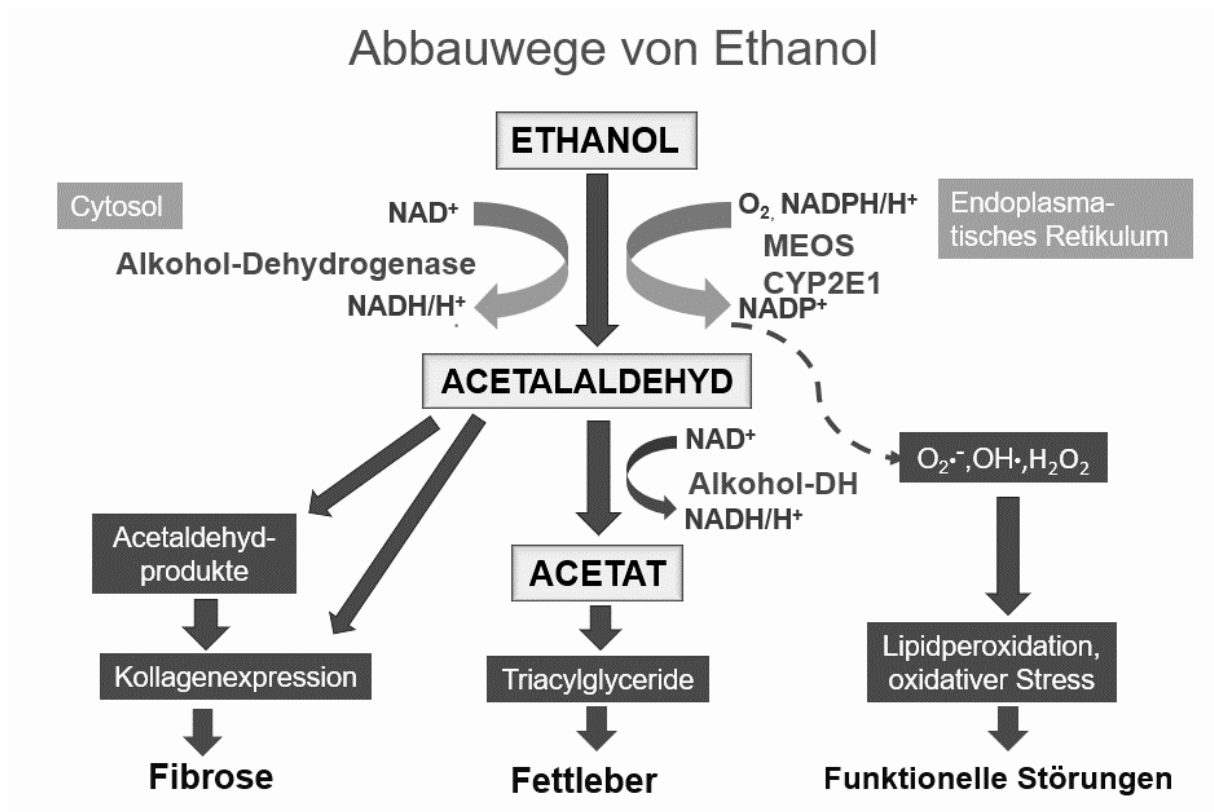 Abbauwege von Ethanol
ETHANOL
Cytosol
NAD⁺
Alkohol-Dehydrogenase
NADH/H⁺
O₂, NADPH/H⁺
MEOS
CYP2E1
NADP⁺
Endoplasma-
tisches Retikulum
ACETALALDEHYD
NAD⁺
Alkohol-DH
NADH/H⁺
O₂•⁻,OH•,H₂O₂
Acetaldehyd-
produkte
ACETAT
Kollagenexpression
Triacylglyceride
Lipidperoxidation,
oxidativer Stress
Fibrose
Fettleber
Funktionelle Störungen